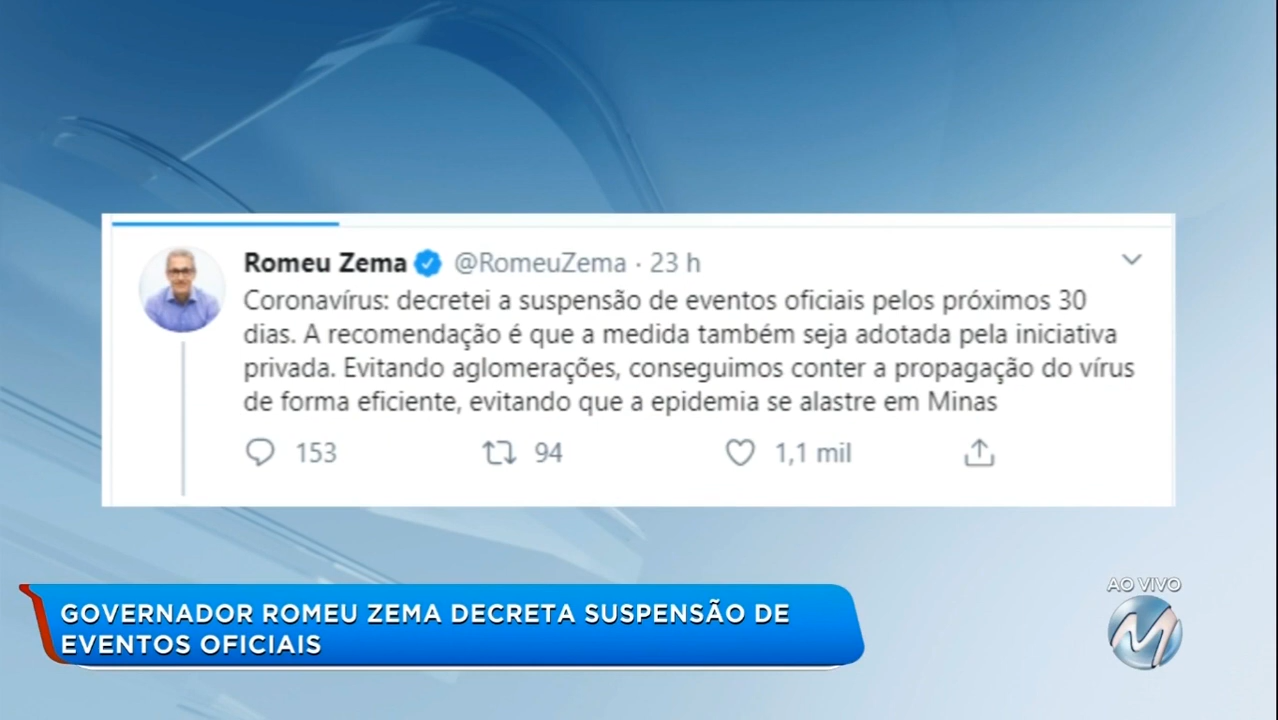 Romeu Zema @RomeuZema · 23 h
Coronavírus: decretei a suspensão de eventos oficiais pelos próximos 30
dias. A recomendação é que a medida também seja adotada pela iniciativa
privada. Evitando aglomerações, conseguimos conter a propagação do vírus
de forma eficiente, evitando que a epidemia se alastre em Minas
153 94 1,1 mil
AO VIVO
GOVERNADOR ROMEU ZEMA DECRETA SUSPENSÃO DE
EVENTOS OFICIAIS
M